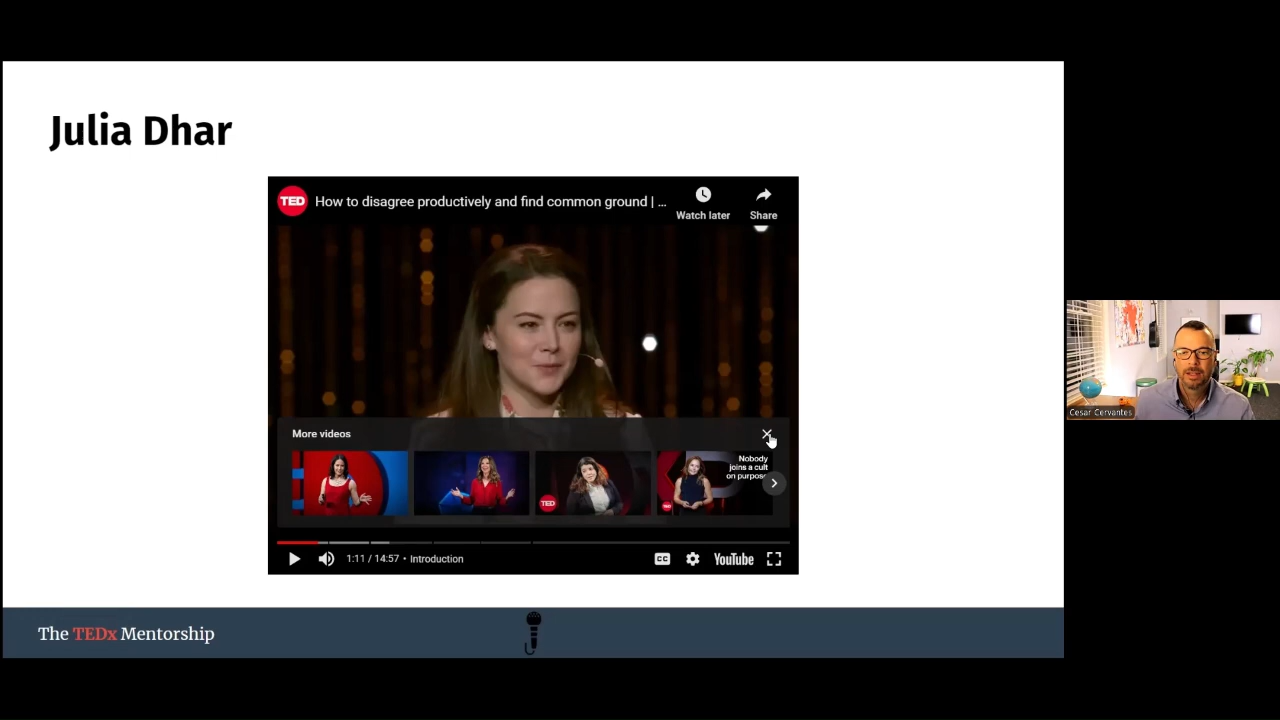 Julia Dhar
TED
How to disagree productively and find common ground | ...
Watch later
Share
More videos
TED
Nobody
joins a cult
on purpose
1:11 / 14:57 • Introduction
CC
YouTube
Cesar Cervantes
The TEDx Mentorship